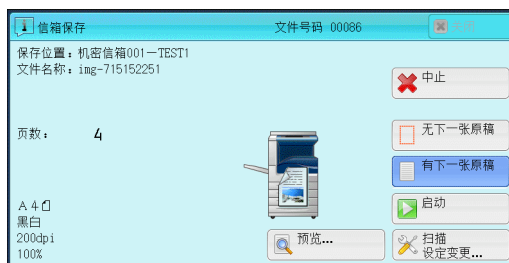 信箱保存
文件号码 00086
保存位置：机密信箱001－TEST1
文件名称：img-715152251
中止
页数： 4
无下一张原稿
有下一张原稿
A4
黑白
200dpi
100%
启动
预览...
扫描
设定变更...